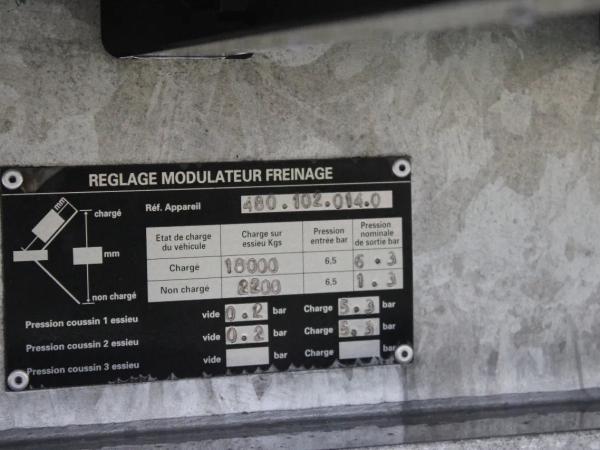 REGLAGE MODULATEUR FREINAGE
mm
chargé
mm
non chargé
Réf. Appareil 480.102.014.0
Etat de charge du véhicule Charge sur essieu Kgs Pression entrée bar Pression nominale de sortie bar
Chargé 18000 6,5 6.3
Non chargé 2200 6,5 1.3
Pression coussin 1 essieu vide 0.2 bar Charge 5.3 bar
Pression coussin 2 essieu vide 0.2 bar Charge 5.3 bar
Pression coussin 3 essieu vide bar Charge bar